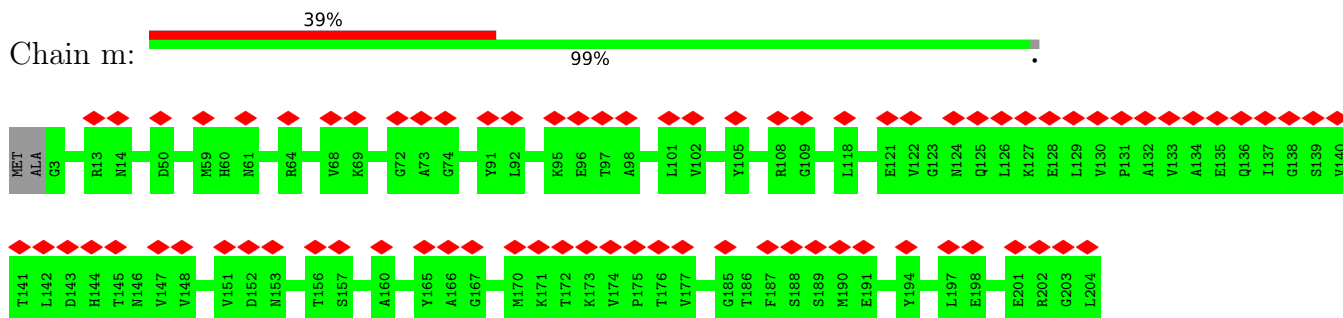 39%
Chain m:
99%
.
MET ALA G3 R13 N14 D50 M59 H60 N61 R64 V68 K69 G72 A73 G74 Y91 L92 K95 E96 T97 A98 L101 V102 Y105 R108 G109 L118 E121 V122 G123 N124 Q125 L126 K127 E128 L129 V130 P131 A132 V133 A134 E135 Q136 I137 G138 S139 V140
T141 L142 D143 H144 T145 N146 V147 V148 V151 D152 N153 T156 S157 A160 Y165 A166 G167 M170 K171 T172 K173 V174 P175 T176 V177 G185 T186 F187 S188 S189 M190 E191 Y194 L197 E198 E201 R202 G203 L204